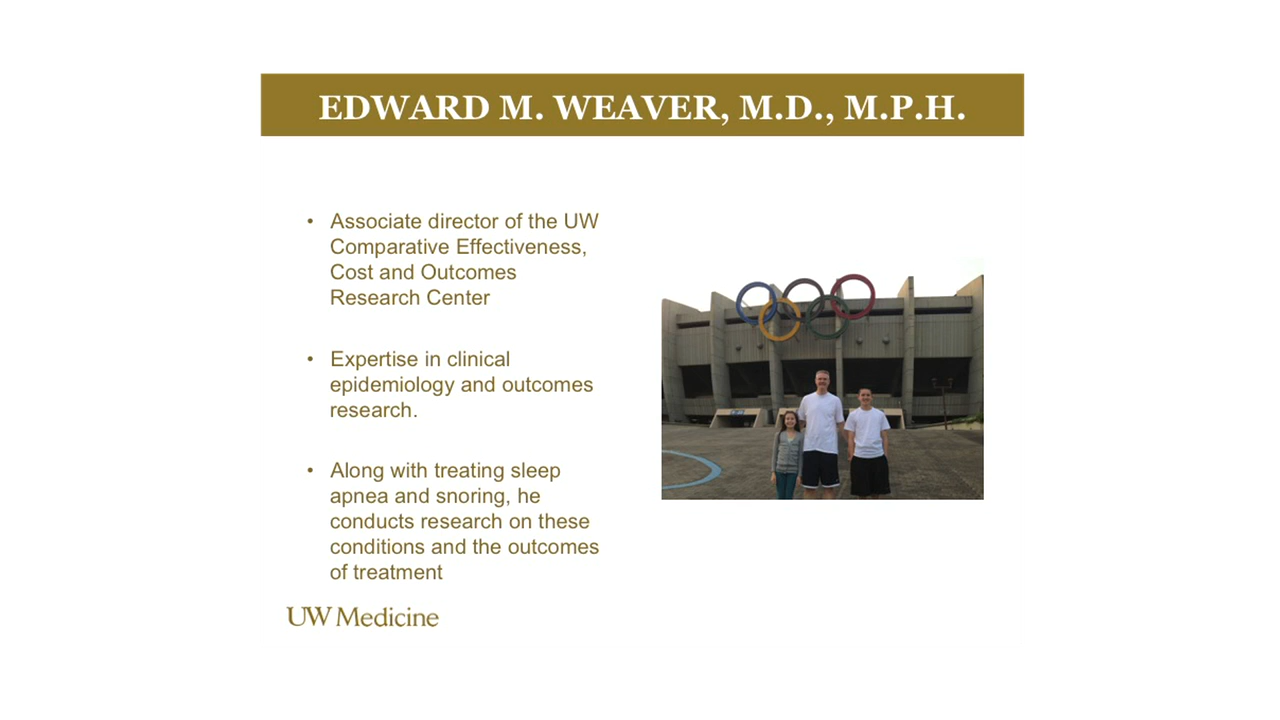 EDWARD M. WEAVER, M.D., M.P.H.
• Associate director of the UW
Comparative Effectiveness,
Cost and Outcomes
Research Center
• Expertise in clinical
epidemiology and outcomes
research.
• Along with treating sleep
apnea and snoring, he
conducts research on these
conditions and the outcomes
of treatment
UW Medicine